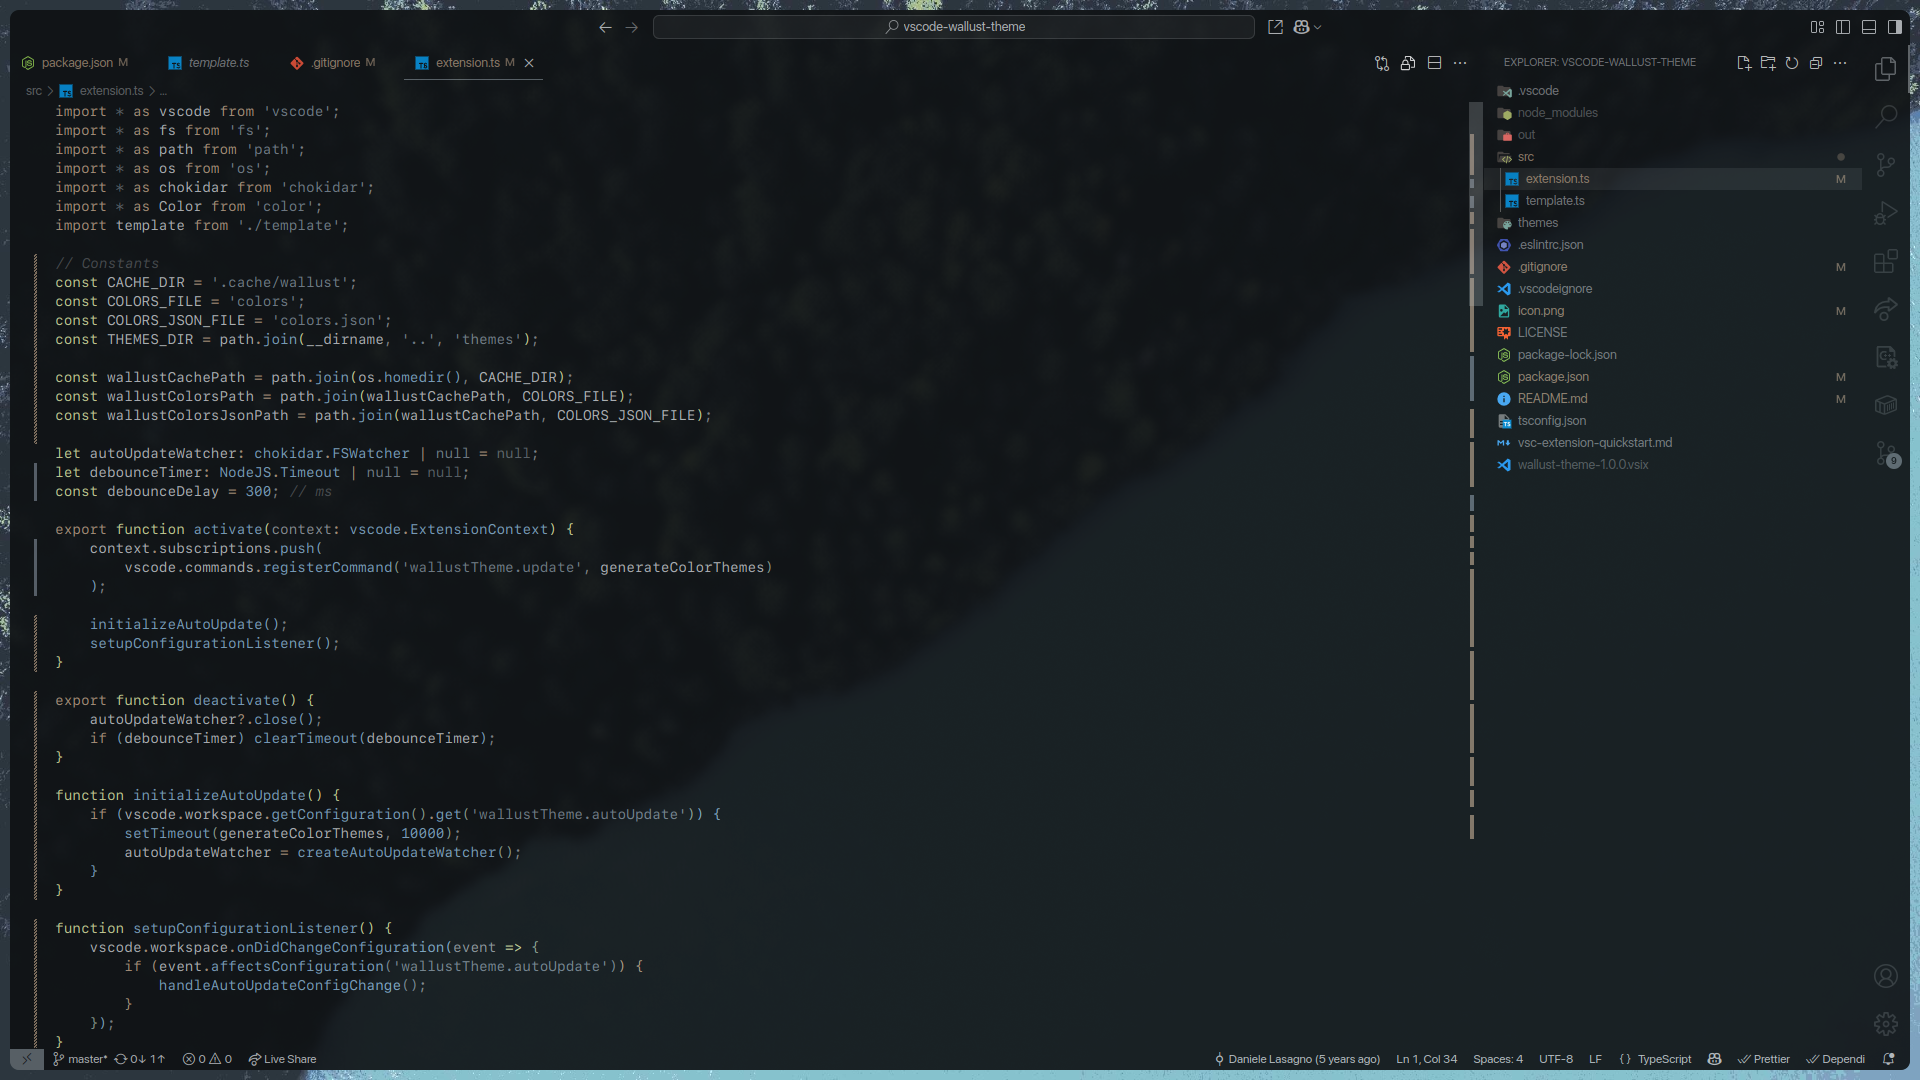 vscode-wallust-theme
package.json M
template.ts
.gitignore M
extension.ts M
src > extension.ts > ...
import * as vscode from 'vscode';
import * as fs from 'fs';
import * as path from 'path';
import * as os from 'os';
import * as chokidar from 'chokidar';
import * as Color from 'color';
import template from './template';
// Constants
const CACHE_DIR = '.cache/wallust';
const COLORS_FILE = 'colors';
const COLORS_JSON_FILE = 'colors.json';
const THEMES_DIR = path.join(__dirname, '..', 'themes');
const wallustCachePath = path.join(os.homedir(), CACHE_DIR);
const wallustColorsPath = path.join(wallustCachePath, COLORS_FILE);
const wallustColorsJsonPath = path.join(wallustCachePath, COLORS_JSON_FILE);
let autoUpdateWatcher: chokidar.FSWatcher | null = null;
let debounceTimer: NodeJS.Timeout | null = null;
const debounceDelay = 300; // ms
export function activate(context: vscode.ExtensionContext) {
context.subscriptions.push(
vscode.commands.registerCommand('wallustTheme.update', generateColorThemes)
);
initializeAutoUpdate();
setupConfigurationListener();
}
export function deactivate() {
autoUpdateWatcher?.close();
if (debounceTimer) clearTimeout(debounceTimer);
}
function initializeAutoUpdate() {
if (vscode.workspace.getConfiguration().get('wallustTheme.autoUpdate')) {
setTimeout(generateColorThemes, 10000);
autoUpdateWatcher = createAutoUpdateWatcher();
}
}
function setupConfigurationListener() {
vscode.workspace.onDidChangeConfiguration(event => {
if (event.affectsConfiguration('wallustTheme.autoUpdate')) {
handleAutoUpdateConfigChange();
}
});
}
EXPLORER: VSCODE-WALLUST-THEME
.vscode
node_modules
out
src
extension.ts M
template.ts
themes
.eslintrc.json
.gitignore M
.vscodeignore
icon.png M
LICENSE
package-lock.json
package.json M
README.md M
tsconfig.json
vsc-extension-quickstart.md
wallust-theme-1.0.0.vsix
9
master* 0↓ 1↑ 0 0 Live Share
Daniele Lasagno (5 years ago) Ln 1, Col 34 Spaces: 4 UTF-8 LF {} TypeScript Prettier Dependi